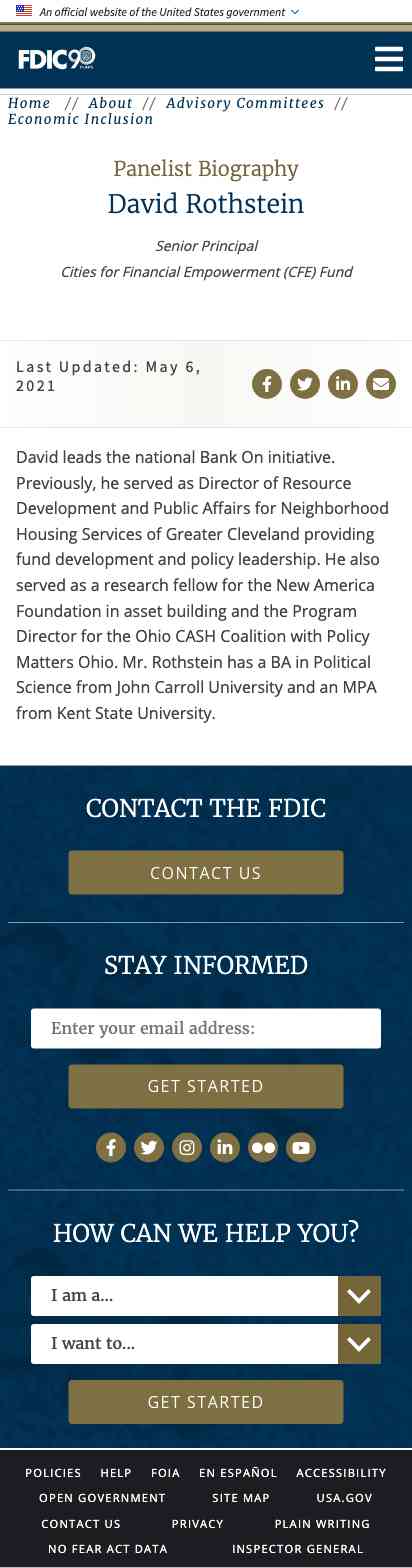 An official website of the United States government
FDIC 90 YEARS
Home // About // Advisory Committees //
Economic Inclusion
Panelist Biography
David Rothstein
Senior Principal
Cities for Financial Empowerment (CFE) Fund
Last Updated: May 6,
2021
David leads the national Bank On initiative.
Previously, he served as Director of Resource
Development and Public Affairs for Neighborhood
Housing Services of Greater Cleveland providing
fund development and policy leadership. He also
served as a research fellow for the New America
Foundation in asset building and the Program
Director for the Ohio CASH Coalition with Policy
Matters Ohio. Mr. Rothstein has a BA in Political
Science from John Carroll University and an MPA
from Kent State University.
CONTACT THE FDIC
CONTACT US
STAY INFORMED
Enter your email address:
GET STARTED
HOW CAN WE HELP YOU?
I am a...
I want to...
GET STARTED
POLICIES HELP FOIA EN ESPAÑOL ACCESSIBILITY
OPEN GOVERNMENT SITE MAP USA.GOV
CONTACT US PRIVACY PLAIN WRITING
NO FEAR ACT DATA INSPECTOR GENERAL